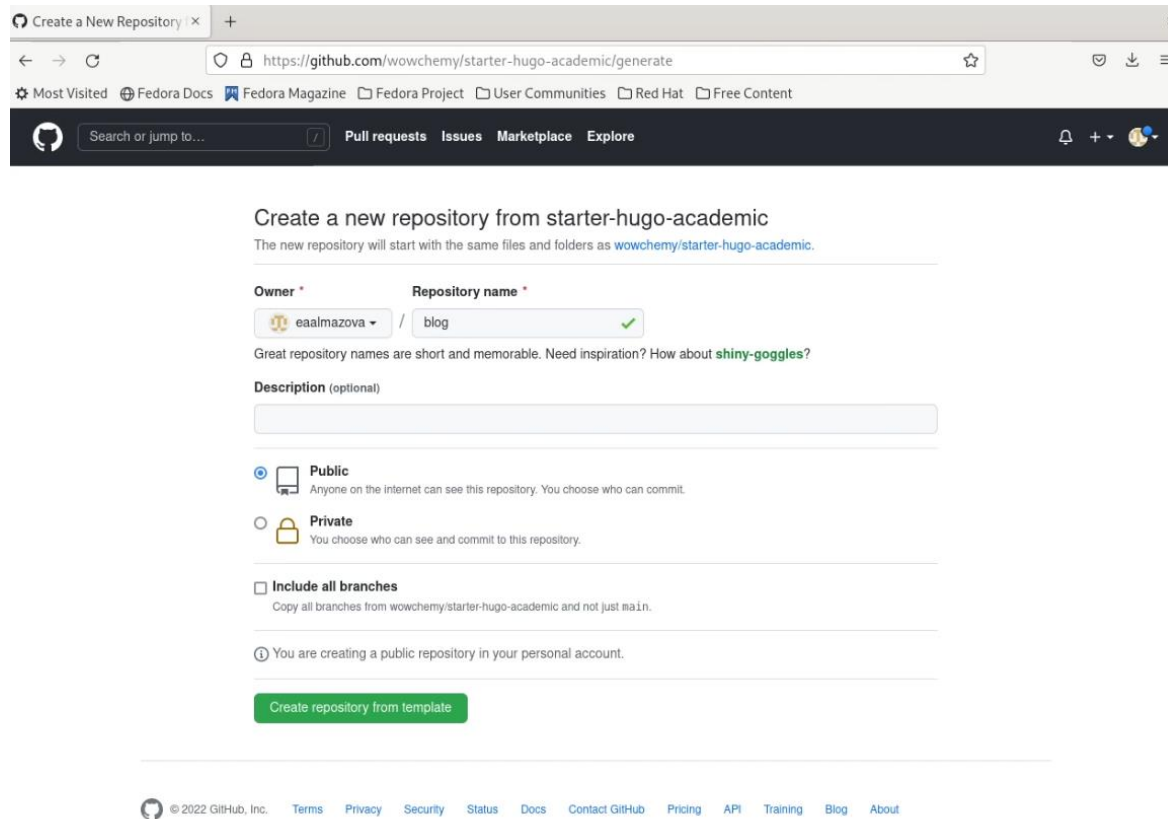 Create a New Repository
https://github.com/wowchemy/starter-hugo-academic/generate
Most Visited Fedora Docs Fedora Magazine Fedora Project User Communities Red Hat Free Content
Search or jump to... / Pull requests Issues Marketplace Explore
Create a new repository from starter-hugo-academic
The new repository will start with the same files and folders as wowchemy/starter-hugo-academic.
Owner * Repository name *
eaalmazova / blog
Great repository names are short and memorable. Need inspiration? How about shiny-goggles?
Description (optional)
Public
Anyone on the internet can see this repository. You choose who can commit.
Private
You choose who can see and commit to this repository.
Include all branches
Copy all branches from wowchemy/starter-hugo-academic and not just main.
You are creating a public repository in your personal account.
Create repository from template
© 2022 GitHub, Inc. Terms Privacy Security Status Docs Contact GitHub Pricing API Training Blog About